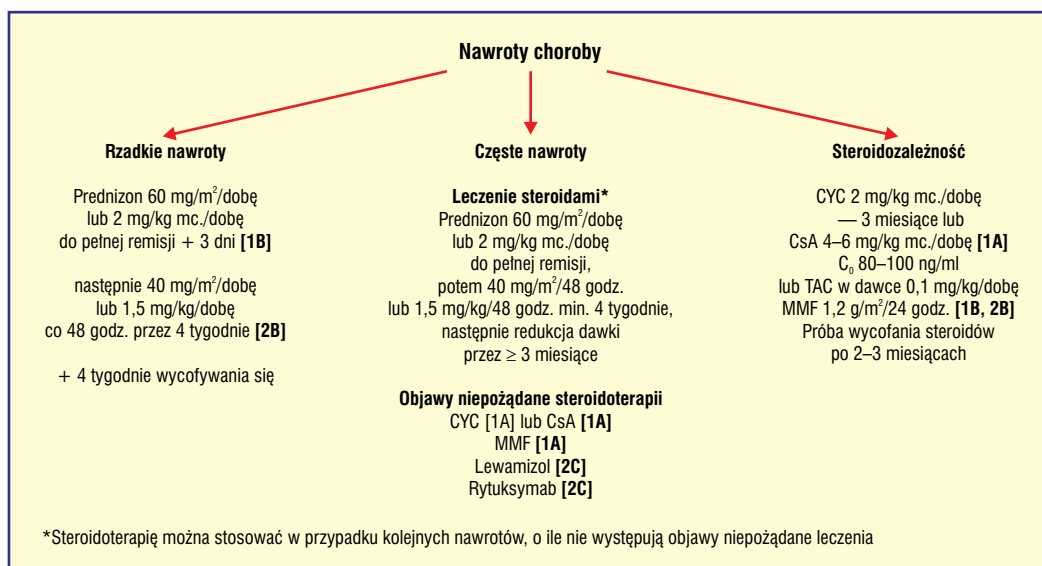 Nawroty choroby
Rzadkie nawroty
Prednizon 60 mg/m²/dobę
lub 2 mg/kg mc./dobę
do pełnej remisji + 3 dni [1B]
następnie 40 mg/m²/dobę
lub 1,5 mg/kg/dobę
co 48 godz. przez 4 tygodnie [2B]
+ 4 tygodnie wycofywania się
Częste nawroty
Leczenie steroidami*
Prednizon 60 mg/m²/dobę
lub 2 mg/kg mc./dobę
do pełnej remisji,
potem 40 mg/m²/48 godz.
lub 1,5 mg/kg/48 godz. min. 4 tygodnie,
następnie redukcja dawki
przez ≥ 3 miesiące
Objawy niepożądane steroidoterapii
CYC [1A] lub CsA [1A]
MMF [1A]
Lewamizol [2C]
Rytuksymab [2C]
Steroidozależność
CYC 2 mg/kg mc./dobę
— 3 miesiące lub
CsA 4–6 mg/kg mc./dobę [1A]
C₀ 80–100 ng/ml
lub TAC w dawce 0,1 mg/kg/dobę
MMF 1,2 g/m²/24 godz. [1B, 2B]
Próba wycofania steroidów
po 2–3 miesiącach
*Steroidoterapię można stosować w przypadku kolejnych nawrotów, o ile nie występują objawy niepożądane leczenia